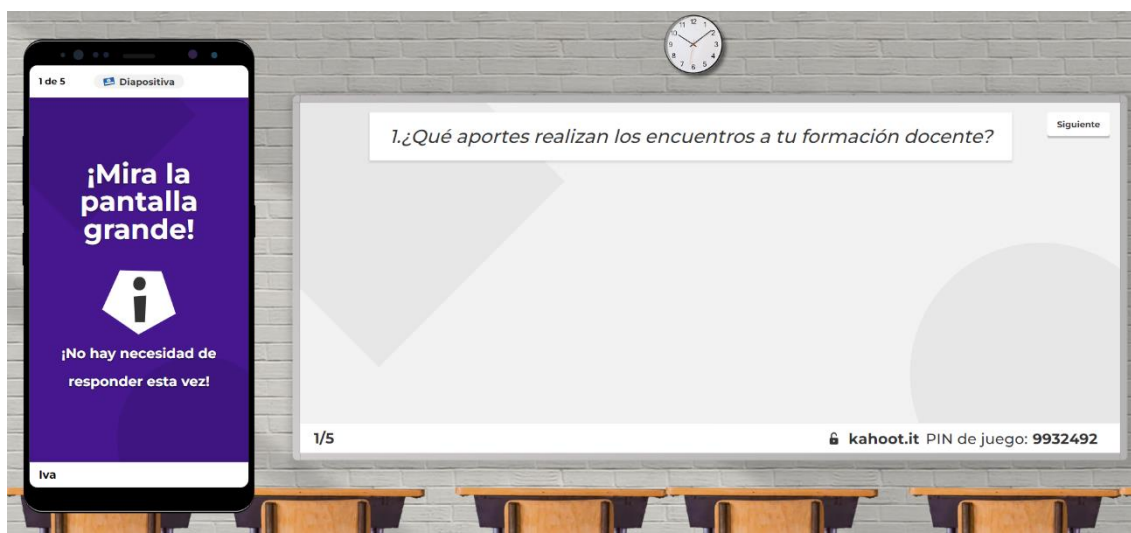 1 de 5
Diapositiva
¡Mira la
pantalla
grande!
¡No hay necesidad de
responder esta vez!
Iva
1.¿Qué aportes realizan los encuentros a tu formación docente?
Siguiente
1/5
kahoot.it PIN de juego: 9932492